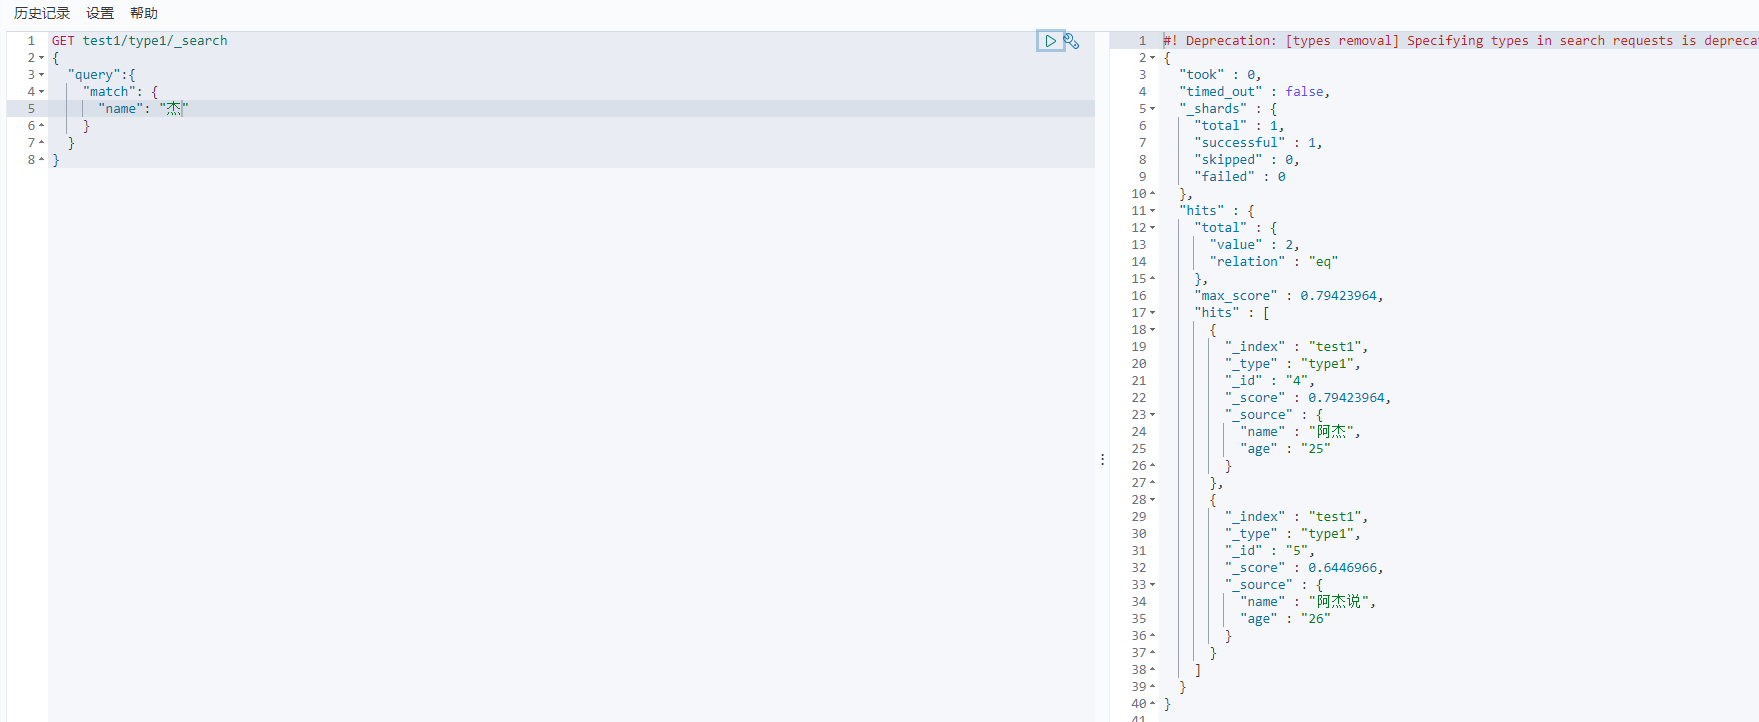 历史记录 设置 帮助
1 GET test1/type1/_search
2 {
3 "query":{
4 "match": {
5 "name": "杰"
6 }
7 }
8 }
1 #! Deprecation: [types removal] Specifying types in search requests is depreca
2 {
3 "took" : 0,
4 "timed_out" : false,
5 "_shards" : {
6 "total" : 1,
7 "successful" : 1,
8 "skipped" : 0,
9 "failed" : 0
10 },
11 "hits" : {
12 "total" : {
13 "value" : 2,
14 "relation" : "eq"
15 },
16 "max_score" : 0.79423964,
17 "hits" : [
18 {
19 "_index" : "test1",
20 "_type" : "type1",
21 "_id" : "4",
22 "_score" : 0.79423964,
23 "_source" : {
24 "name" : "阿杰",
25 "age" : "25"
26 }
27 },
28 {
29 "_index" : "test1",
30 "_type" : "type1",
31 "_id" : "5",
32 "_score" : 0.6446966,
33 "_source" : {
34 "name" : "阿杰说",
35 "age" : "26"
36 }
37 }
38 ]
39 }
40 }
41